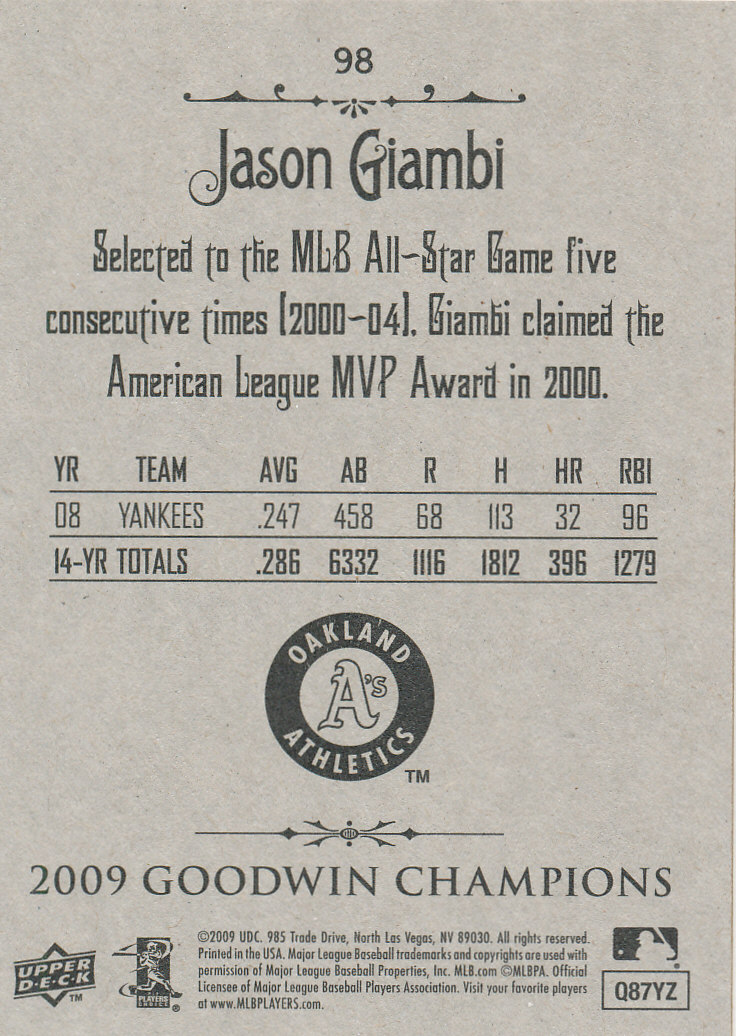 98
Jason Giambi
Selected to the MLB All-Star Game five
consecutive times (2000-04), Giambi claimed the
American League MVP Award in 2000.
YR TEAM AVG AB R H HR RBI
08 YANKEES .247 458 68 113 32 96
14-YR TOTALS .286 6332 1116 1812 396 1279
OAKLAND
A's
ATHLETICS
TM
2009 GOODWIN CHAMPIONS
UPPER
DECK
TM
PLAYERS
CHOICE
®
©2009 UDC. 985 Trade Drive, North Las Vegas, NV 89030. All rights reserved.
Printed in the USA. Major League Baseball trademarks and copyrights are used with
permission of Major League Baseball Properties, Inc. MLB.com ©MLBPA. Official
Licensee of Major League Baseball Players Association. Visit your favorite players
at www.MLBPLAYERS.com.
Q87YZ